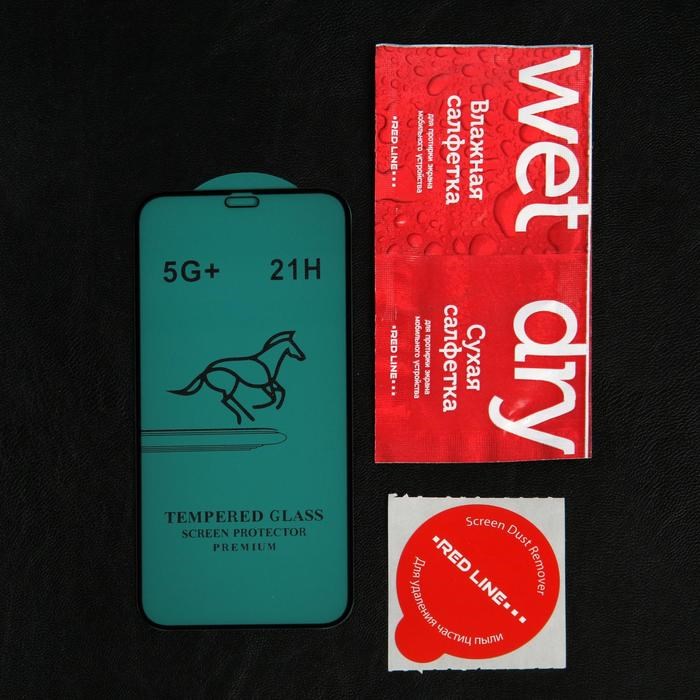 5G+ 21H
TEMPERED GLASS
SCREEN PROTECTOR
PREMIUM
wet
Влажная
салфетка
для протирки экрана
мобильного устройства
RED LINE
dry
Сухая
салфетка
для протирки экрана
мобильного устройства
RED LINE
Screen Dust Remover
RED LINE
Для удаления частиц пыли